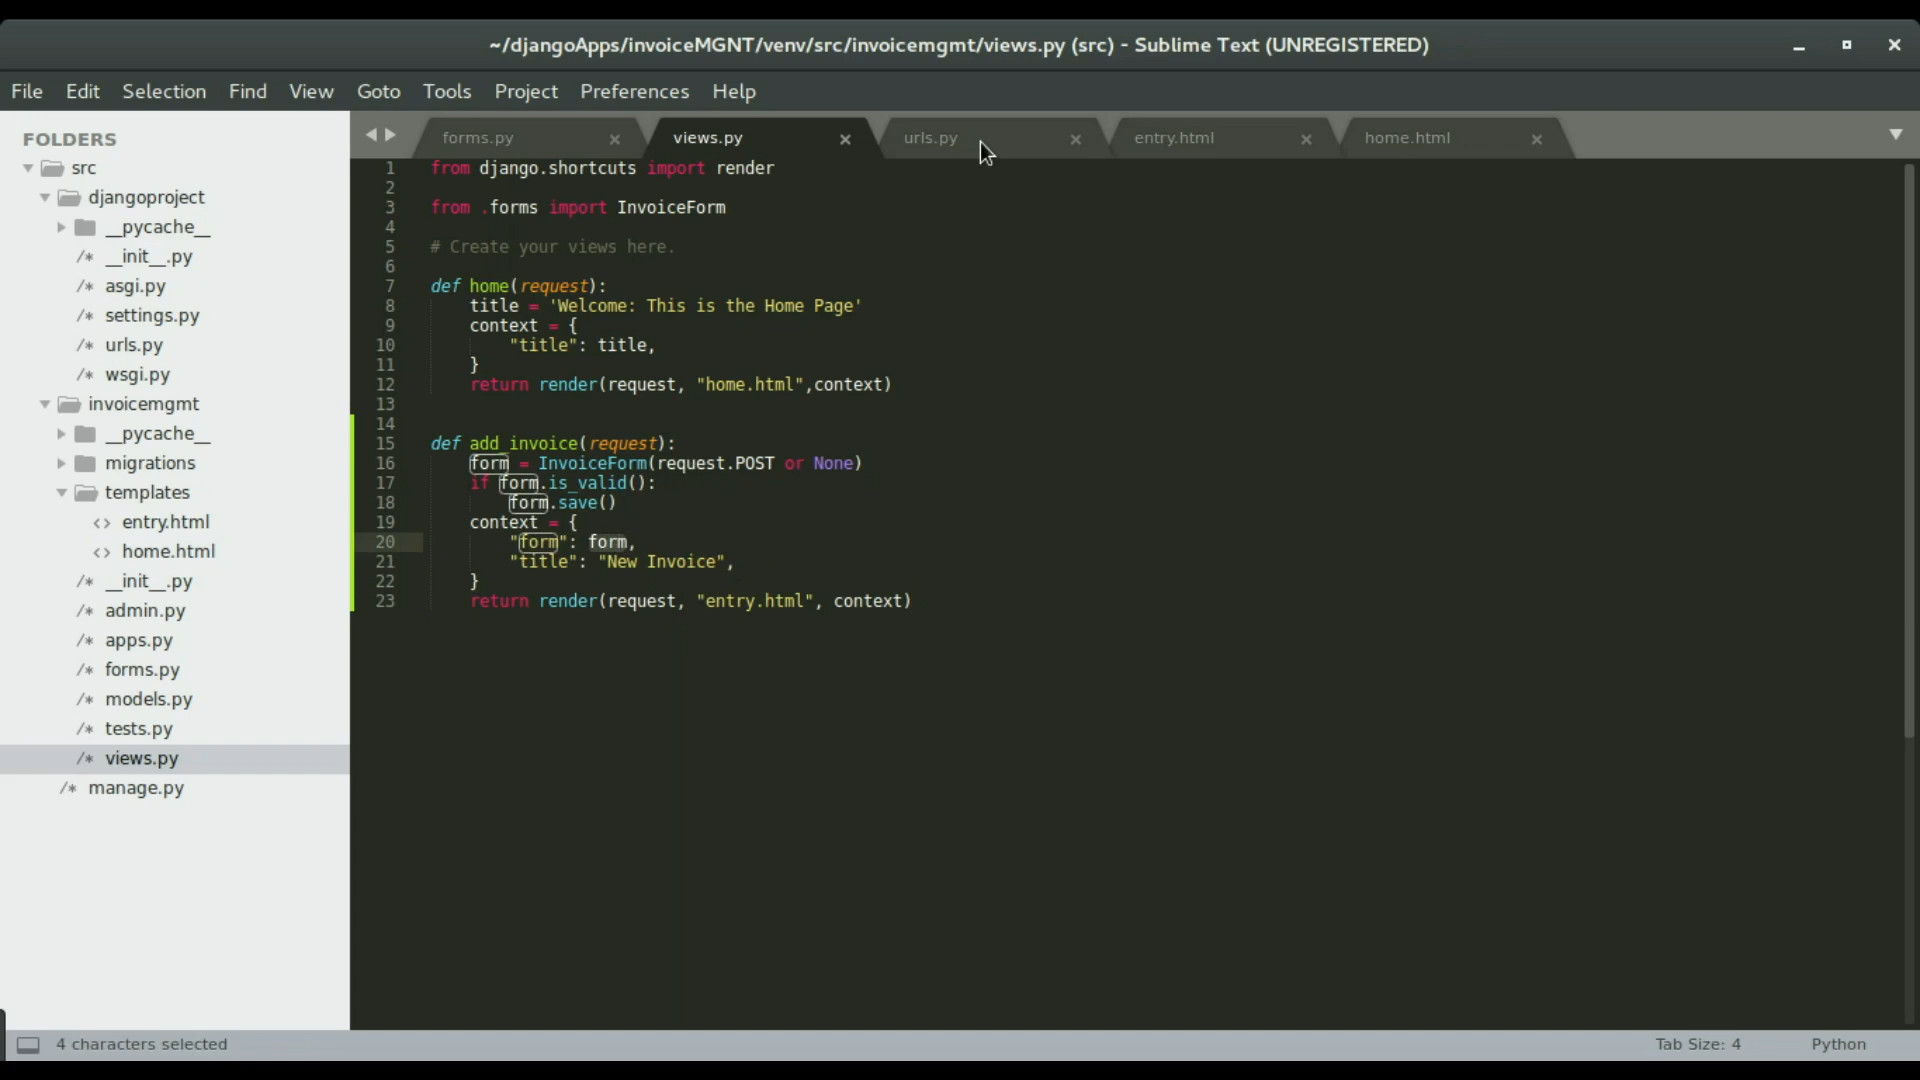 ~/djangoApps/invoiceMGNT/venv/src/invoicemgmt/views.py (src) - Sublime Text (UNREGISTERED)
File Edit Selection Find View Goto Tools Project Preferences Help
FOLDERS
src
djangoproject
__pycache__
/* __init__.py
/* asgi.py
/* settings.py
/* urls.py
/* wsgi.py
invoicemgmt
__pycache__
migrations
templates
<> entry.html
<> home.html
/* __init__.py
/* admin.py
/* apps.py
/* forms.py
/* models.py
/* tests.py
/* views.py
/* manage.py
forms.py × views.py × urls.py × entry.html × home.html ×
1 from django.shortcuts import render
2
3 from .forms import InvoiceForm
4
5 # Create your views here.
6
7 def home(request):
8     title = 'Welcome: This is the Home Page'
9     context = {
10         "title": title,
11     }
12     return render(request, "home.html",context)
13
14
15 def add_invoice(request):
16     form = InvoiceForm(request.POST or None)
17     if form.is_valid():
18         form.save()
19     context = {
20         "form": form,
21         "title": "New Invoice",
22     }
23     return render(request, "entry.html", context)
4 characters selected
Tab Size: 4 Python